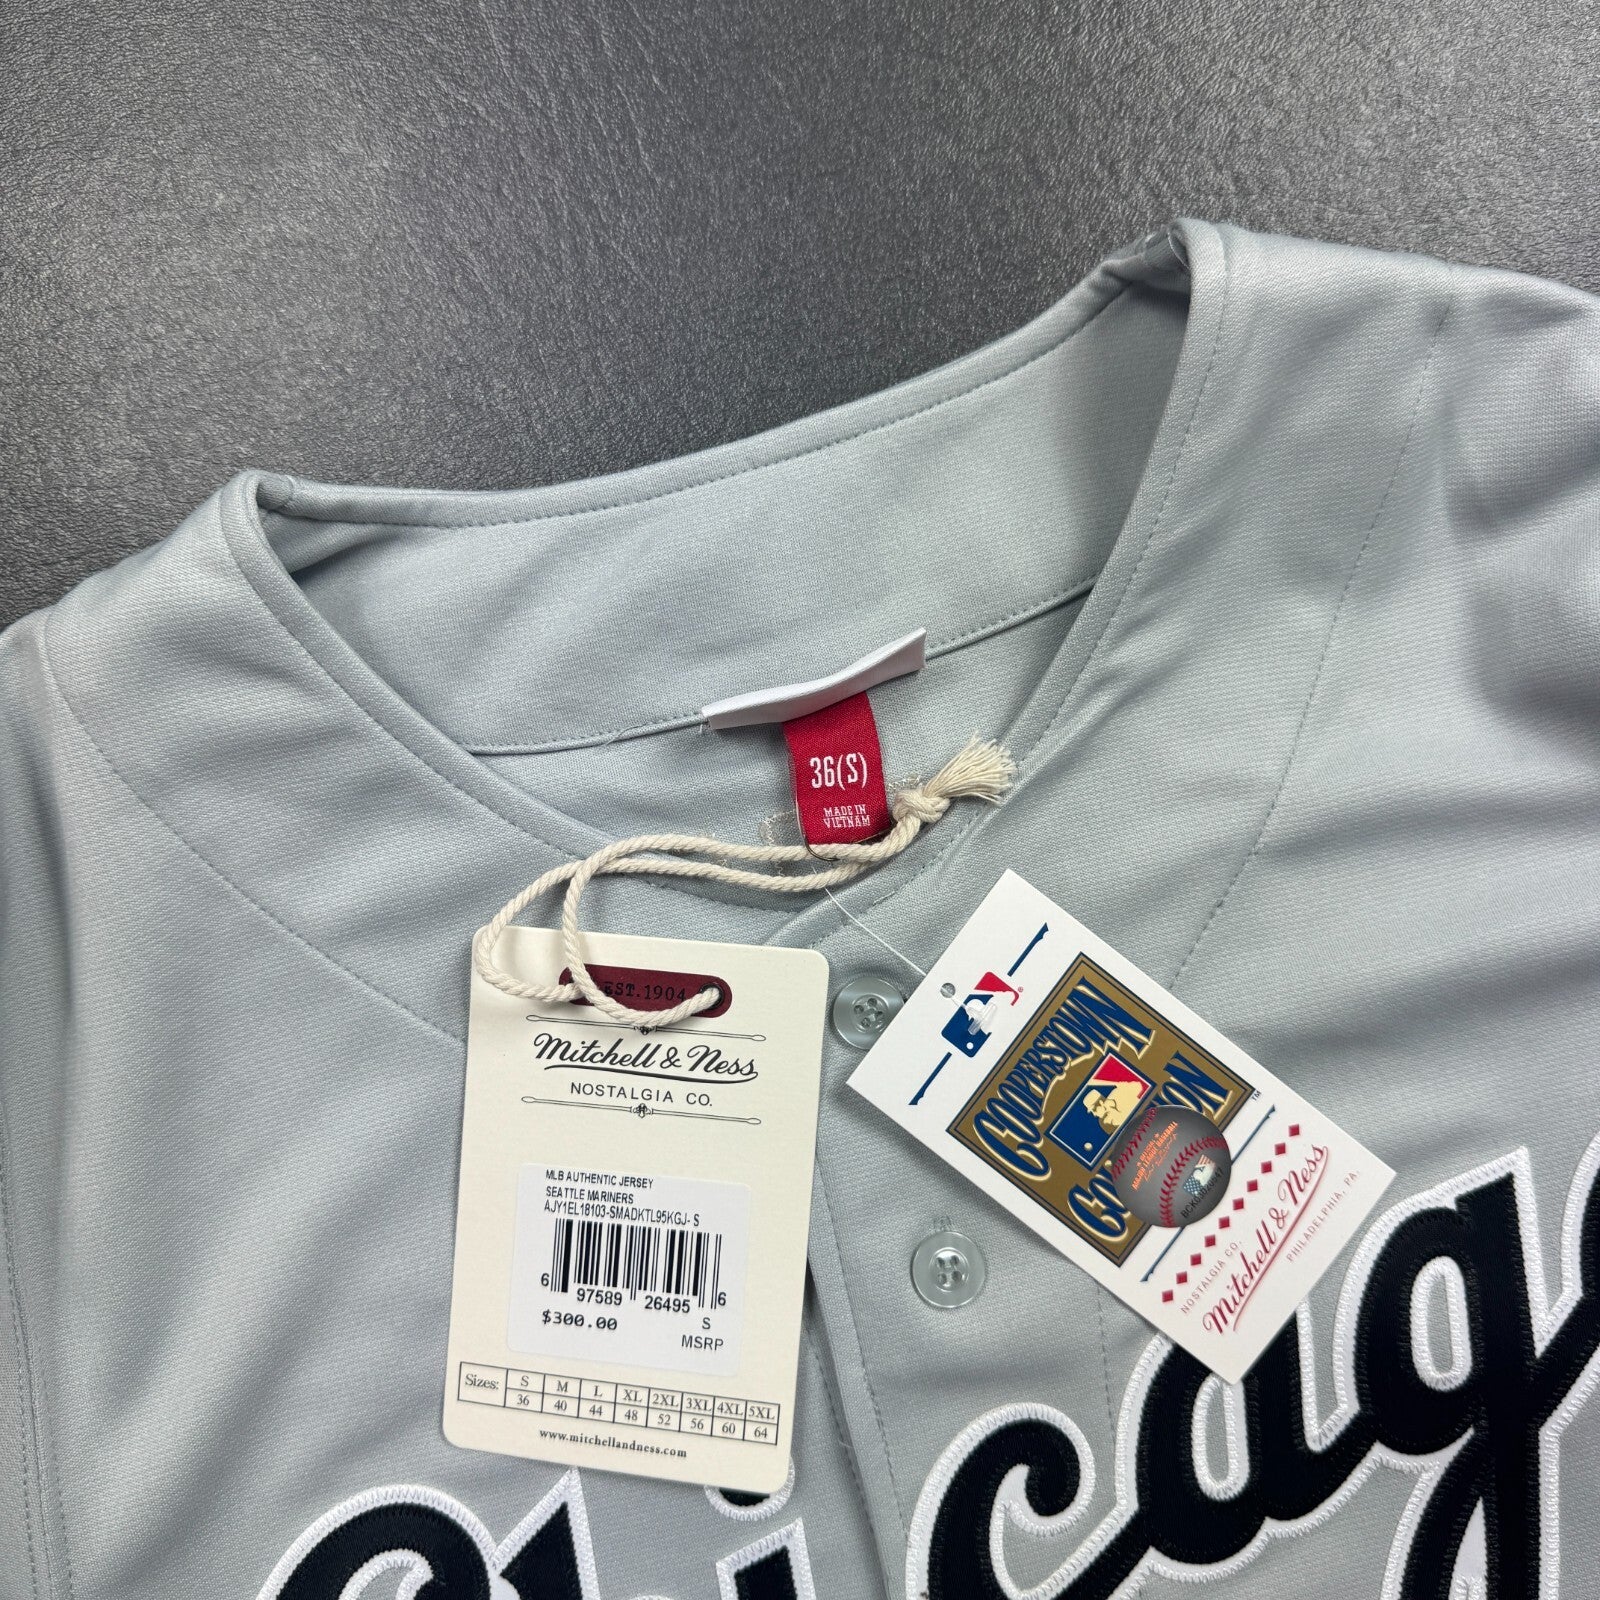 36(S)
MADE IN
VIETNAM
EST. 1904
Mitchell & Ness
NOSTALGIA CO.
MLB AUTHENTIC JERSEY
SEATTLE MARINERS
AJY1EL18103-SMADKTL95KGJ- S
6 97589 26495 6
$300.00
S
MSRP
Sizes: S M L XL 2XL 3XL 4XL 5XL
36 40 44 48 52 56 60 64
www.mitchellandness.com
COOPERSTOWN
TM
NOSTALGIA CO.
Mitchell & Ness
PHILADELPHIA, PA.